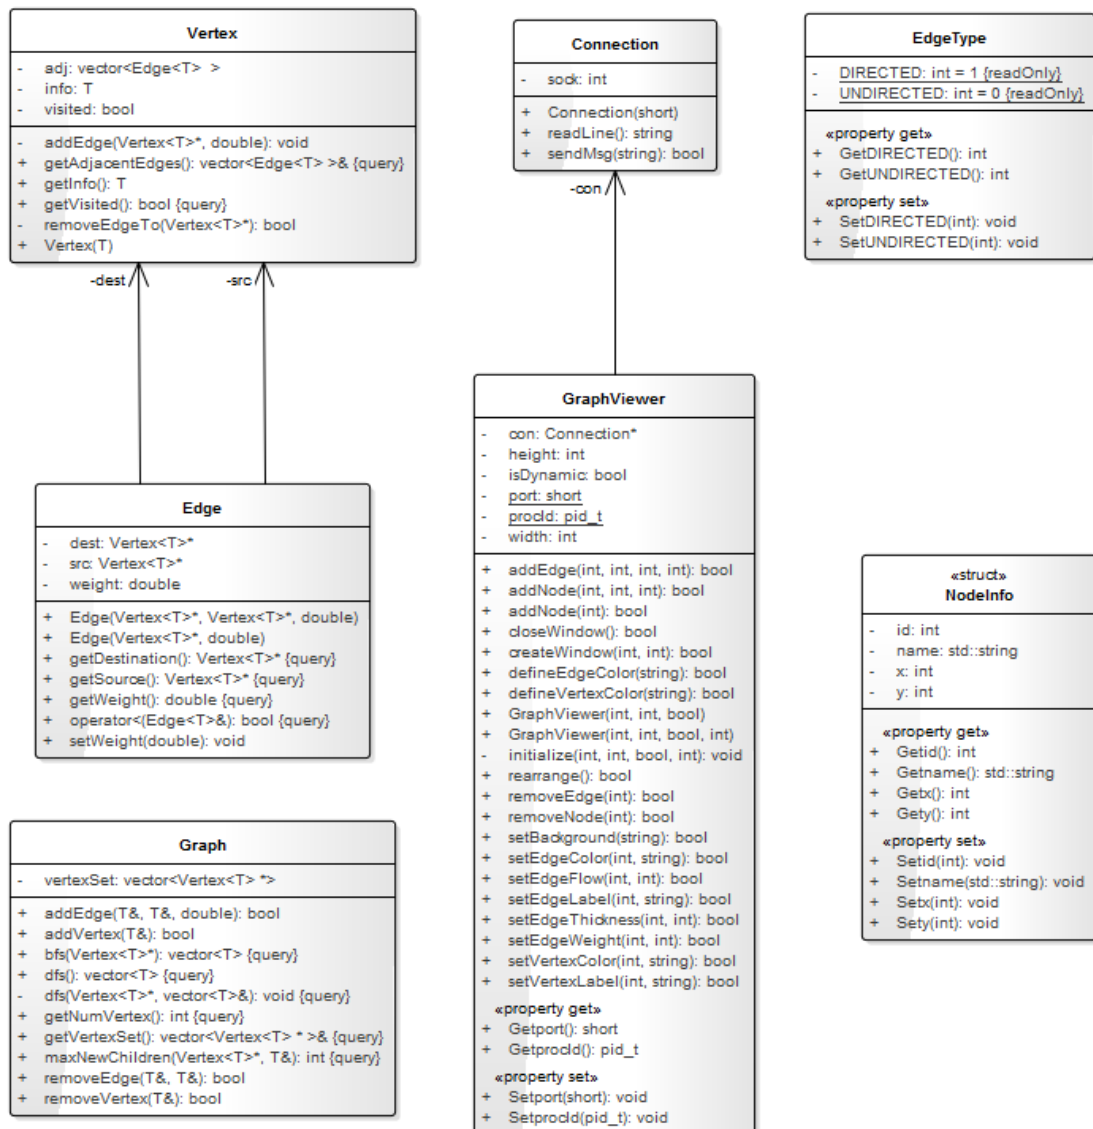 Vertex
- adj: vector<Edge<T> >
- info: T
- visited: bool
- addEdge(Vertex<T>*, double): void
+ getAdjacentEdges(): vector<Edge<T> >& {query}
+ getInfo(): T
+ getVisited(): bool {query}
- removeEdgeTo(Vertex<T>*): bool
+ Vertex(T)
-dest
-src
Edge
- dest: Vertex<T>*
- src: Vertex<T>*
- weight: double
+ Edge(Vertex<T>*, Vertex<T>*, double)
+ Edge(Vertex<T>*, double)
+ getDestination(): Vertex<T>* {query}
+ getSource(): Vertex<T>* {query}
+ getWeight(): double {query}
+ operator<(Edge<T>&): bool {query}
+ setWeight(double): void
Graph
- vertexSet: vector<Vertex<T> *>
+ addEdge(T&, T&, double): bool
+ addVertex(T&): bool
+ bfs(Vertex<T>*): vector<T> {query}
+ dfs(): vector<T> {query}
- dfs(Vertex<T>*, vector<T>&): void {query}
+ getNumVertex(): int {query}
+ getVertexSet(): vector<Vertex<T> * >& {query}
+ maxNewChildren(Vertex<T>*, T&): int {query}
+ removeEdge(T&, T&): bool
+ removeVertex(T&): bool
Connection
- sock: int
+ Connection(short)
+ readLine(): string
+ sendMsg(string): bool
-con
GraphViewer
- con: Connection*
- height: int
- isDynamic: bool
- port: short
- procId: pid_t
- width: int
+ addEdge(int, int, int, int): bool
+ addNode(int, int, int): bool
+ addNode(int): bool
+ closeWindow(): bool
+ createWindow(int, int): bool
+ defineEdgeColor(string): bool
+ defineVertexColor(string): bool
+ GraphViewer(int, int, bool)
+ GraphViewer(int, int, bool, int)
- initialize(int, int, bool, int): void
+ rearrange(): bool
+ removeEdge(int): bool
+ removeNode(int): bool
+ setBackground(string): bool
+ setEdgeColor(int, string): bool
+ setEdgeFlow(int, int): bool
+ setEdgeLabel(int, string): bool
+ setEdgeThickness(int, int): bool
+ setEdgeWeight(int, int): bool
+ setVertexColor(int, string): bool
+ setVertexLabel(int, string): bool
«property get»
+ Getport(): short
+ GetprocId(): pid_t
«property set»
+ Setport(short): void
+ SetprocId(pid_t): void
EdgeType
- DIRECTED: int = 1 {readOnly}
- UNDIRECTED: int = 0 {readOnly}
«property get»
+ GetDIRECTED(): int
+ GetUNDIRECTED(): int
«property set»
+ SetDIRECTED(int): void
+ SetUNDIRECTED(int): void
«struct»
NodeInfo
- id: int
- name: std::string
- x: int
- y: int
«property get»
+ Getid(): int
+ Getname(): std::string
+ Getx(): int
+ Gety(): int
«property set»
+ Setid(int): void
+ Setname(std::string): void
+ Setx(int): void
+ Sety(int): void